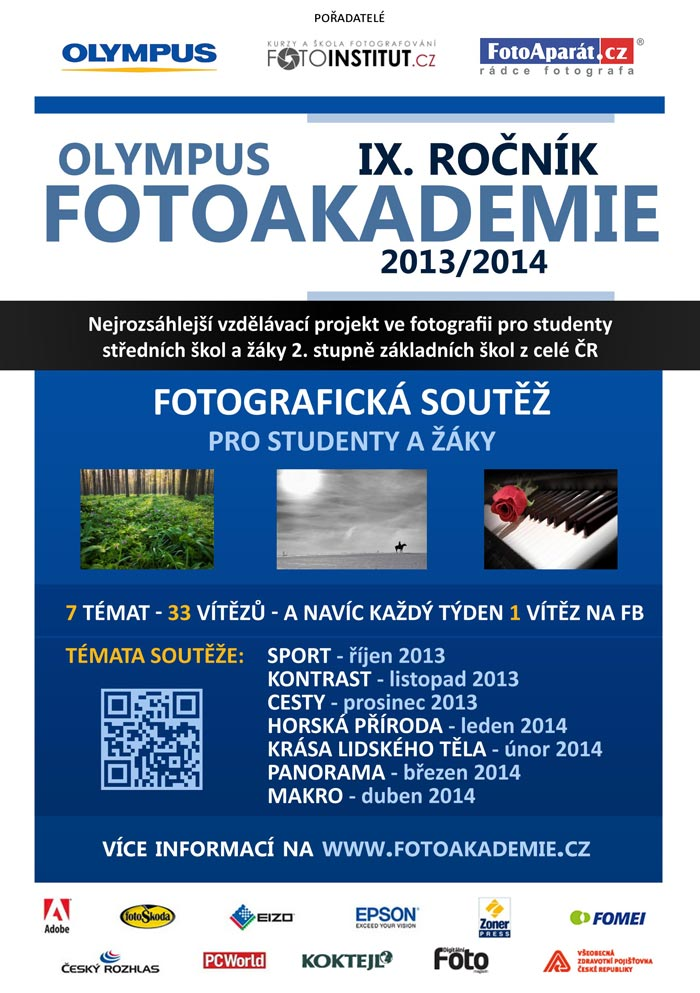 POŘADATELÉ
OLYMPUS
KURZY A ŠKOLA FOTOGRAFOVÁNÍ
FOTOINSTITUT.CZ
FotoAparát.cz®
rádce fotografa
OLYMPUS IX. ROČNÍK
FOTOAKADEMIE
2013/2014
Nejrozsáhlejší vzdělávací projekt ve fotografii pro studenty
středních škol a žáky 2. stupně základních škol z celé ČR
FOTOGRAFICKÁ SOUTĚŽ
PRO STUDENTY A ŽÁKY
7 TÉMAT - 33 VÍTĚZŮ - A NAVÍC KAŽDÝ TÝDEN 1 VÍTĚZ NA FB
TÉMATA SOUTĚŽE: SPORT - říjen 2013
KONTRAST - listopad 2013
CESTY - prosinec 2013
HORSKÁ PŘÍRODA - leden 2014
KRÁSA LIDSKÉHO TĚLA - únor 2014
PANORAMA - březen 2014
MAKRO - duben 2014
VÍCE INFORMACÍ NA WWW.FOTOAKADEMIE.CZ
Adobe
fotoŠkoda
EIZO
EPSON
EXCEED YOUR VISION
Zoner
PRESS
FOMEI
ČESKÝ ROZHLAS
PCWorld
KOKTEJL
Digitální
Foto
magazín
VŠEOBECNÁ
ZDRAVOTNÍ POJIŠŤOVNA
ČESKÉ REPUBLIKY